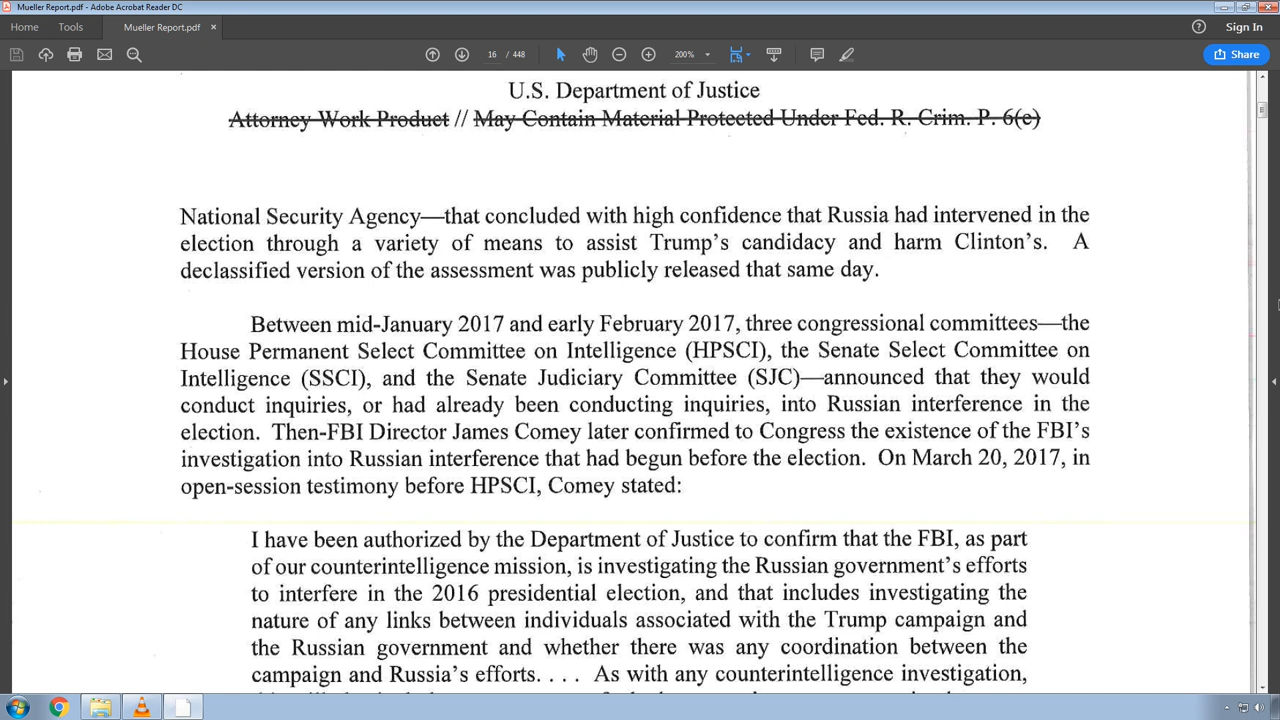 Mueller Report.pdf - Adobe Acrobat Reader DC
Home Tools Mueller Report.pdf × Sign In
16 / 448 200% Share
U.S. Department of Justice
Attorney Work Product // May Contain Material Protected Under Fed. R. Crim. P. 6(e)
National Security Agency—that concluded with high confidence that Russia had intervened in the
election through a variety of means to assist Trump's candidacy and harm Clinton's. A
declassified version of the assessment was publicly released that same day.
Between mid-January 2017 and early February 2017, three congressional committees—the
House Permanent Select Committee on Intelligence (HPSCI), the Senate Select Committee on
Intelligence (SSCI), and the Senate Judiciary Committee (SJC)—announced that they would
conduct inquiries, or had already been conducting inquiries, into Russian interference in the
election. Then-FBI Director James Comey later confirmed to Congress the existence of the FBI's
investigation into Russian interference that had begun before the election. On March 20, 2017, in
open-session testimony before HPSCI, Comey stated:
I have been authorized by the Department of Justice to confirm that the FBI, as part
of our counterintelligence mission, is investigating the Russian government's efforts
to interfere in the 2016 presidential election, and that includes investigating the
nature of any links between individuals associated with the Trump campaign and
the Russian government and whether there was any coordination between the
campaign and Russia's efforts. . . . As with any counterintelligence investigation,